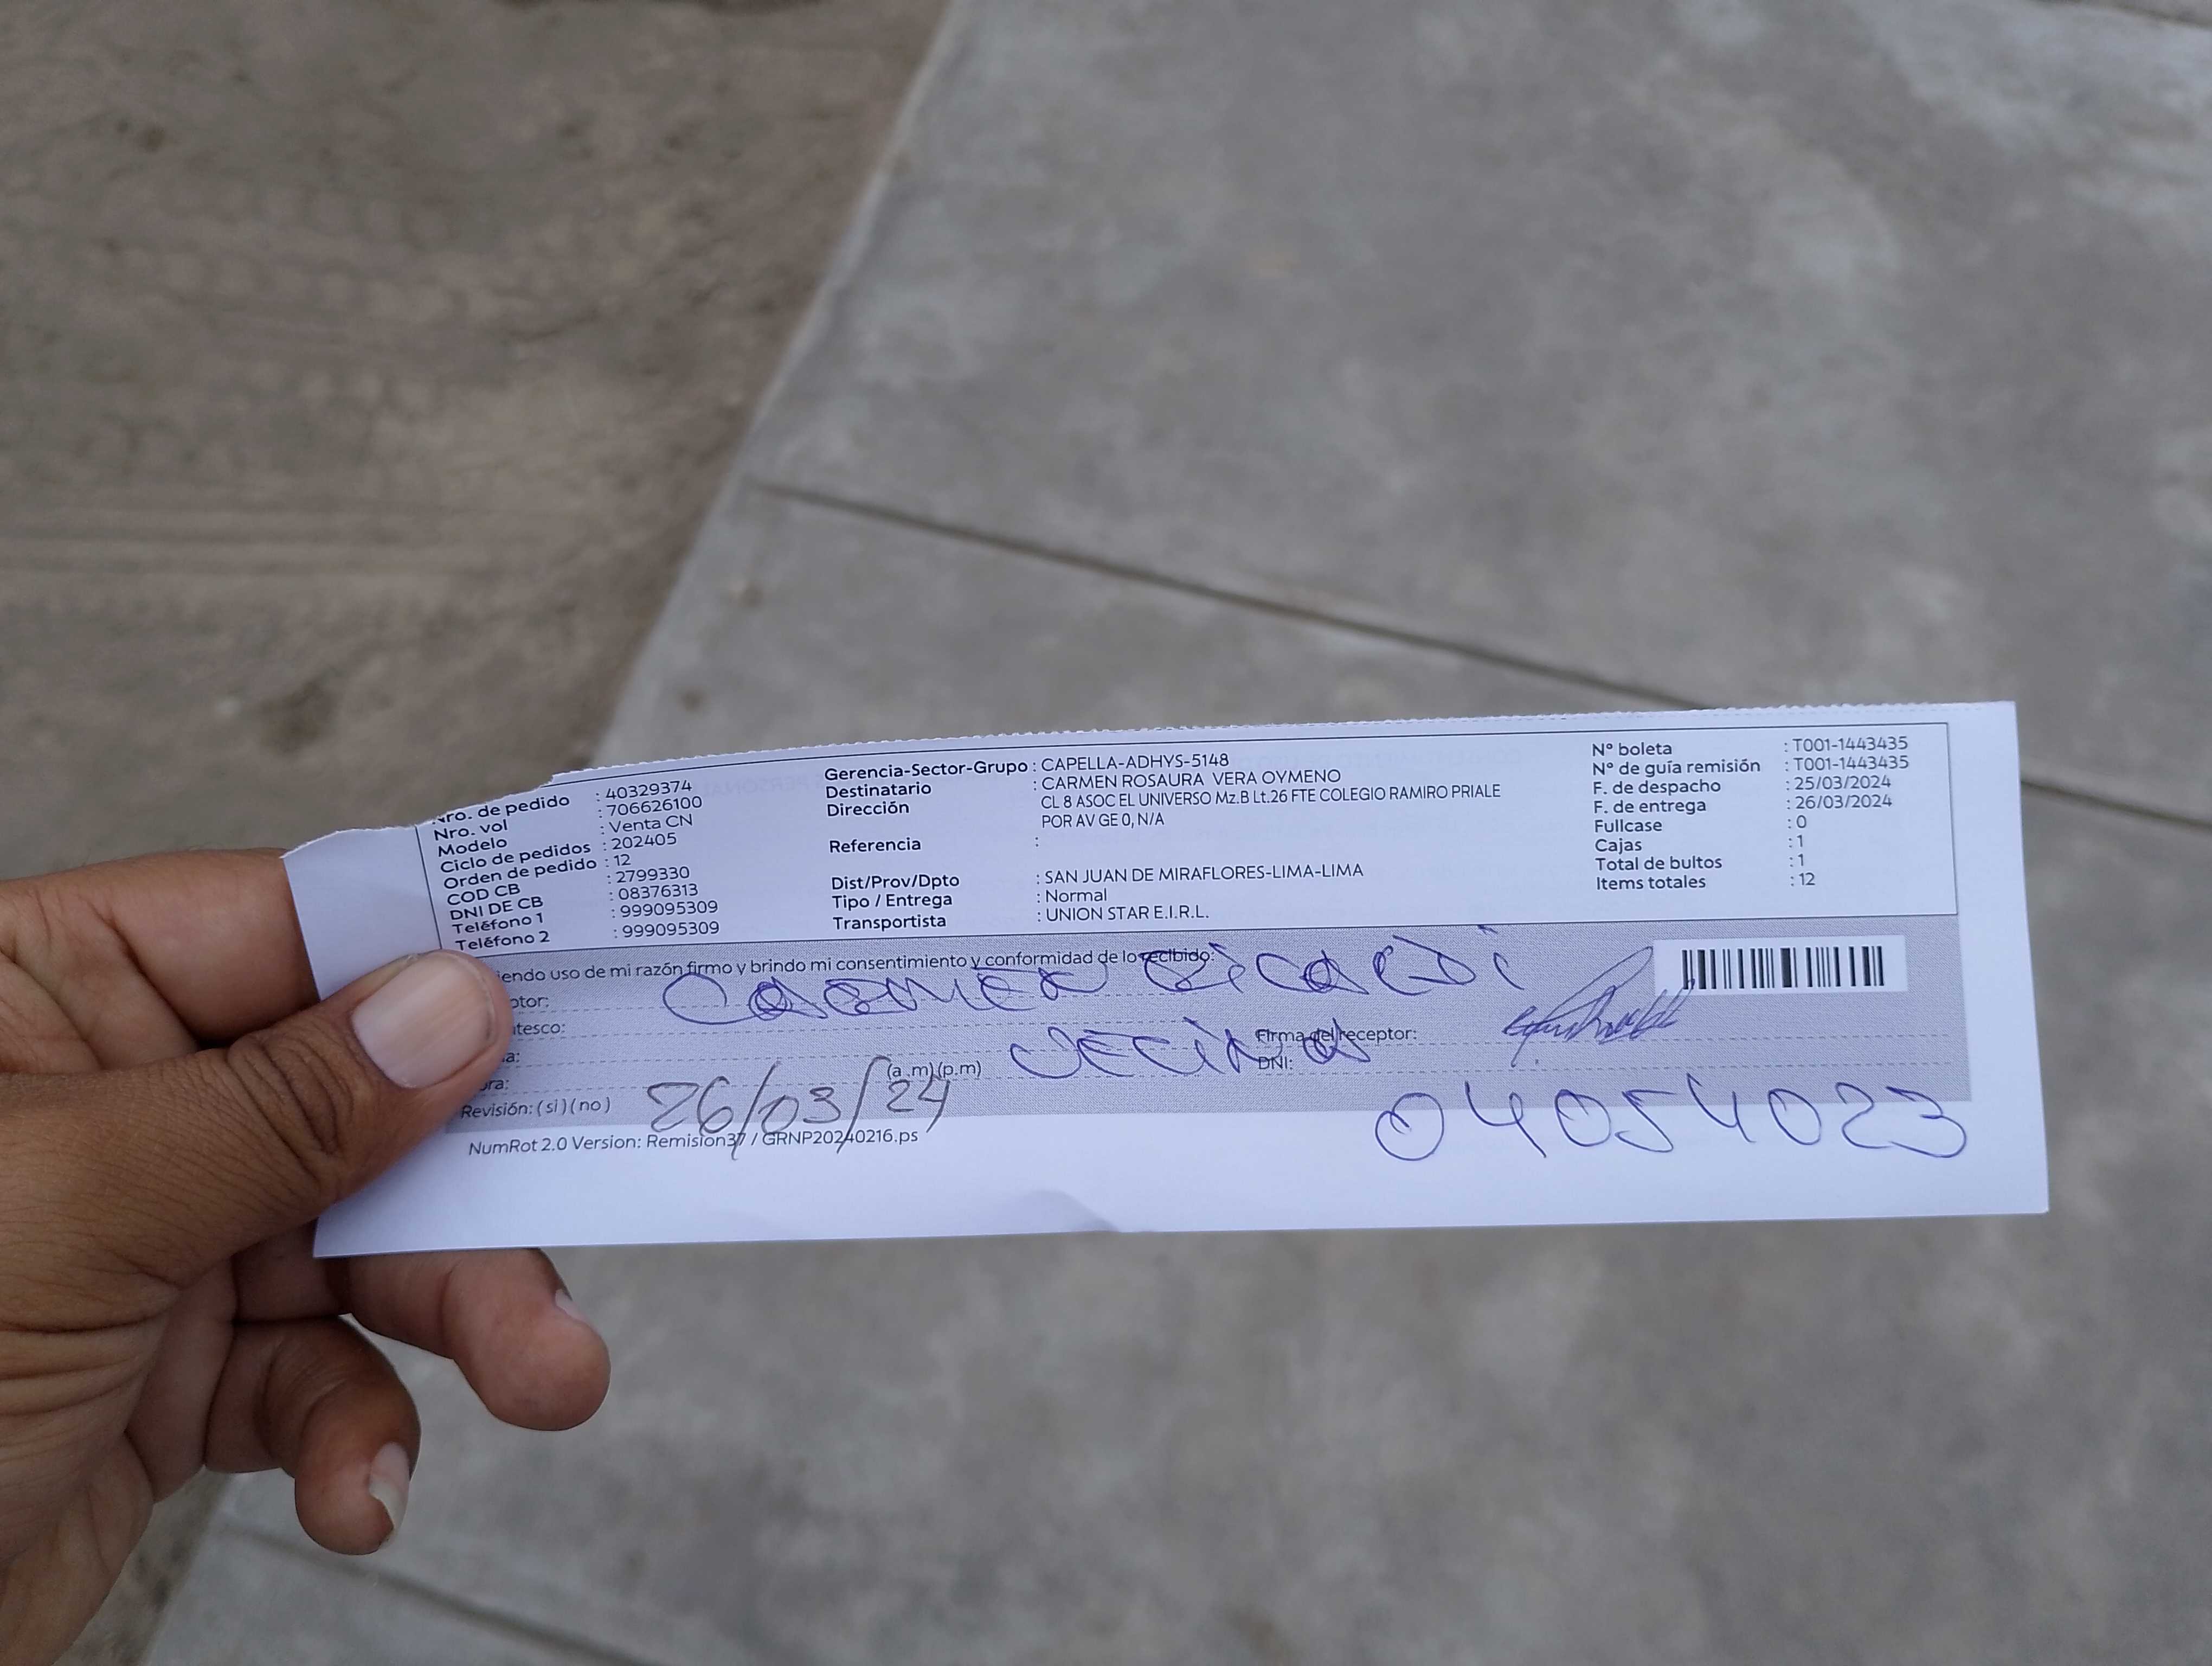 Nro. de pedido : 40329374
Nro. vol : 706626100
Modelo : Venta CN
Ciclo de pedidos : 202405
Orden de pedido : 12
COD CB : 2799330
DNI DE CB : 08376313
Teléfono 1 : 999095309
Teléfono 2 : 999095309
Gerencia-Sector-Grupo : CAPELLA-ADHYS-5148
Destinatario : CARMEN ROSAURA VERA OYMENO
Dirección CL 8 ASOC EL UNIVERSO Mz.B Lt.26 FTE COLEGIO RAMIRO PRIALE
POR AV GE 0, N/A
Referencia :
Dist/Prov/Dpto : SAN JUAN DE MIRAFLORES-LIMA-LIMA
Tipo / Entrega : Normal
Transportista : UNION STAR E.I.R.L.
N° boleta : T001-1443435
N° de guía remisión : T001-1443435
F. de despacho : 25/03/2024
F. de entrega : 26/03/2024
Fullcase : 0
Cajas : 1
Total de bultos : 1
Items totales : 12
iendo uso de mi razón firmo y brindo mi consentimiento y conformidad de lo recibido:
ptor: Carmen Ricardi
tesco: Vecina
Firma del receptor:
a:
DNI: 04054023
ora: (a.m)(p.m)
26/03/24
Revisión: (si) (no)
NumRot 2.0 Version: Remision37 / GRNP20240216.ps